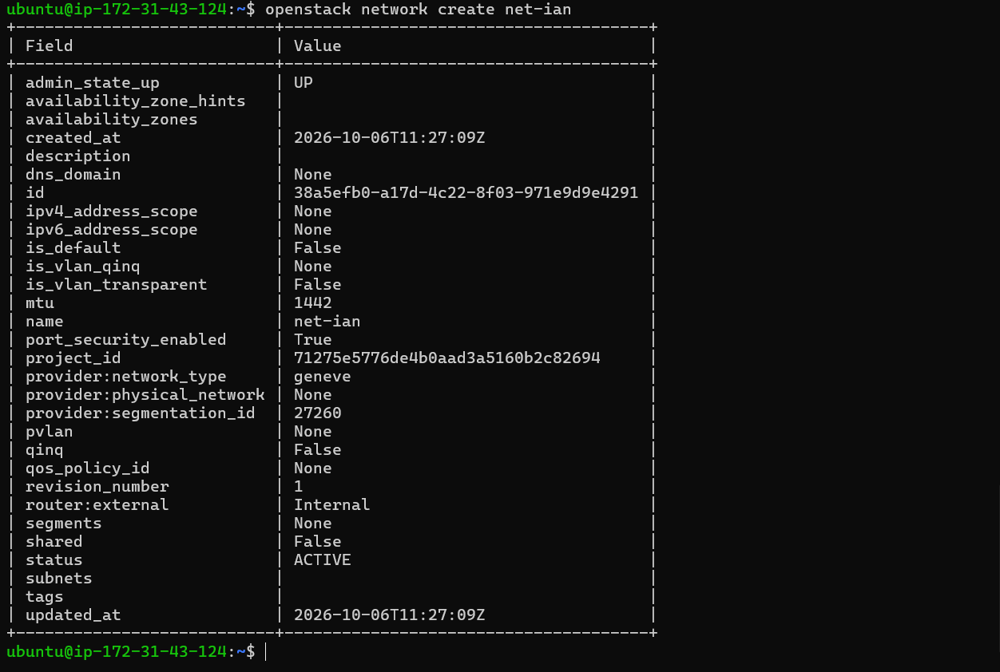 ubuntu@ip-172-31-43-124:~$ openstack network create net-ian
+---------------------------+--------------------------------------+
| Field                     | Value                                |
+---------------------------+--------------------------------------+
| admin_state_up            | UP                                   |
| availability_zone_hints   |                                      |
| availability_zones        |                                      |
| created_at                | 2026-10-06T11:27:09Z                 |
| description               |                                      |
| dns_domain                | None                                 |
| id                        | 38a5efb0-a17d-4c22-8f03-971e9d9e4291 |
| ipv4_address_scope        | None                                 |
| ipv6_address_scope        | None                                 |
| is_default                | False                                |
| is_vlan_qinq              | None                                 |
| is_vlan_transparent       | False                                |
| mtu                       | 1442                                 |
| name                      | net-ian                              |
| port_security_enabled     | True                                 |
| project_id                | 71275e5776de4b0aad3a5160b2c82694     |
| provider:network_type     | geneve                               |
| provider:physical_network | None                                 |
| provider:segmentation_id  | 27260                                |
| pvlan                     | None                                 |
| qinq                      | False                                |
| qos_policy_id             | None                                 |
| revision_number           | 1                                    |
| router:external           | Internal                             |
| segments                  | None                                 |
| shared                    | False                                |
| status                    | ACTIVE                               |
| subnets                   |                                      |
| tags                      |                                      |
| updated_at                | 2026-10-06T11:27:09Z                 |
+---------------------------+--------------------------------------+
ubuntu@ip-172-31-43-124:~$